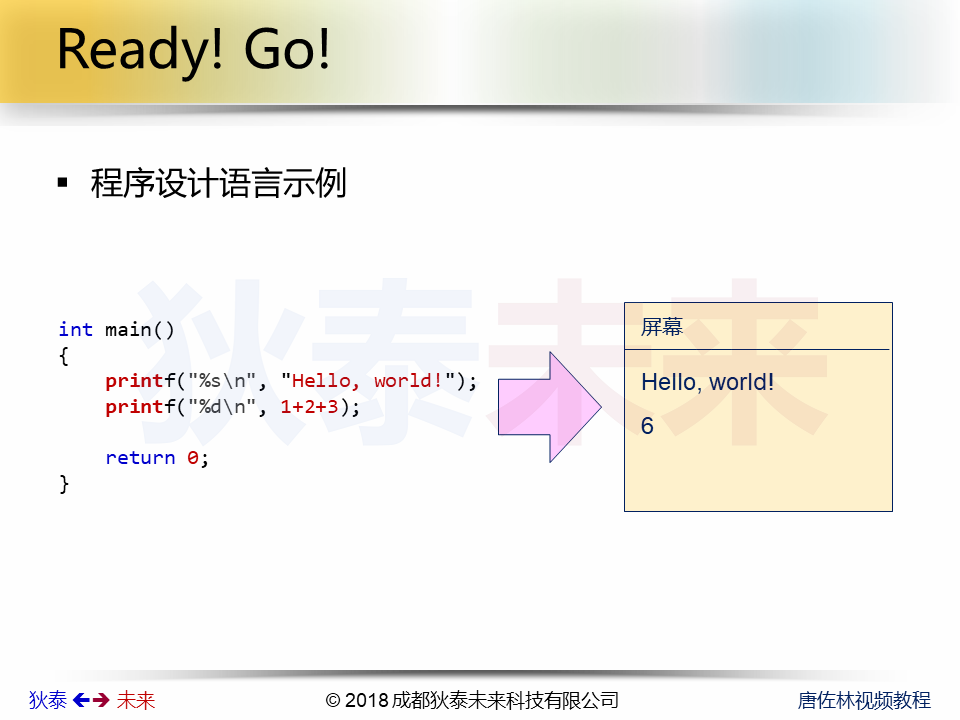 Ready! Go!
▪ 程序设计语言示例
狄泰未来
int main()
{
    printf("%s\n", "Hello, world!");
    printf("%d\n", 1+2+3);

    return 0;
}
屏幕
Hello, world!
6
狄泰 🡸🡺 未来
© 2018 成都狄泰未来科技有限公司
唐佐林视频教程